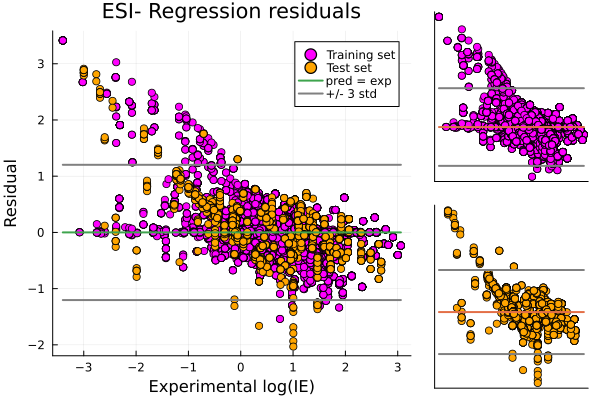 ESI- Regression residuals
Training set
Test set
pred = exp
+/- 3 std
Residual
3
2
1
0
−1
−2
−3 −2 −1 0 1 2 3
Experimental log(IE)